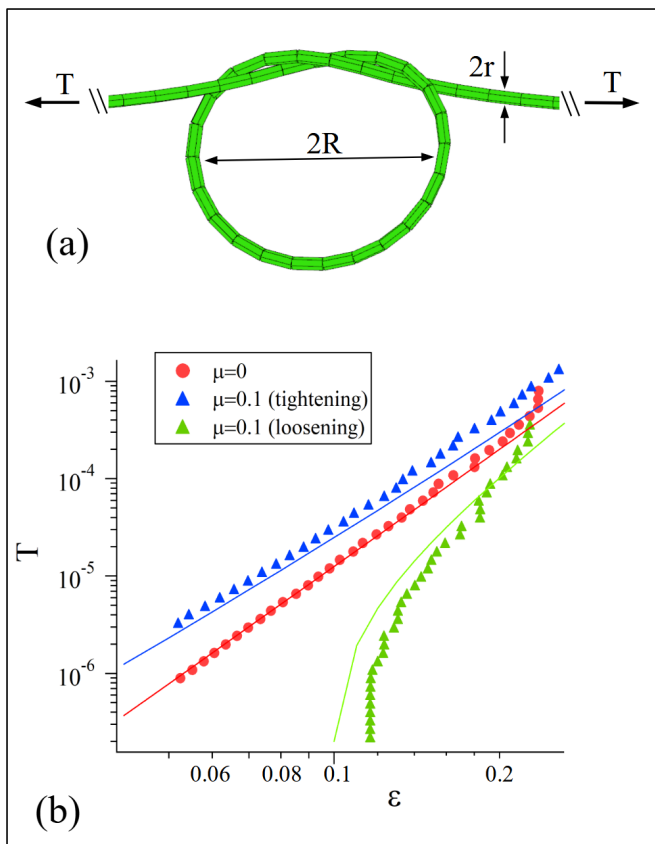 T
T
2r
2R
(a)
μ=0
μ=0.1 (tightening)
μ=0.1 (loosening)
10⁻³
10⁻⁴
10⁻⁵
10⁻⁶
T
0.06
0.08
0.1
0.2
ε
(b)